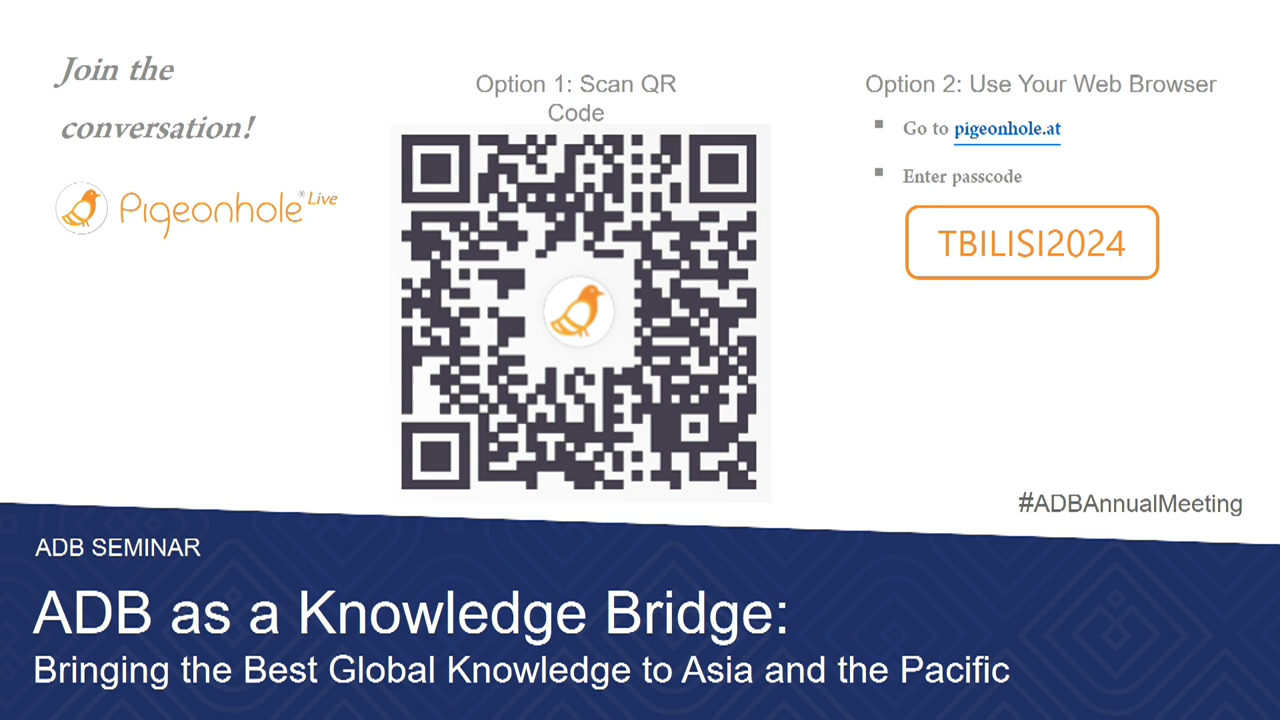 Join the
conversation!
Pigeonhole® Live
Option 1: Scan QR
Code
Option 2: Use Your Web Browser
▪ Go to pigeonhole.at
▪ Enter passcode
TBILISI2024
#ADBAnnualMeeting
ADB SEMINAR
ADB as a Knowledge Bridge:
Bringing the Best Global Knowledge to Asia and the Pacific